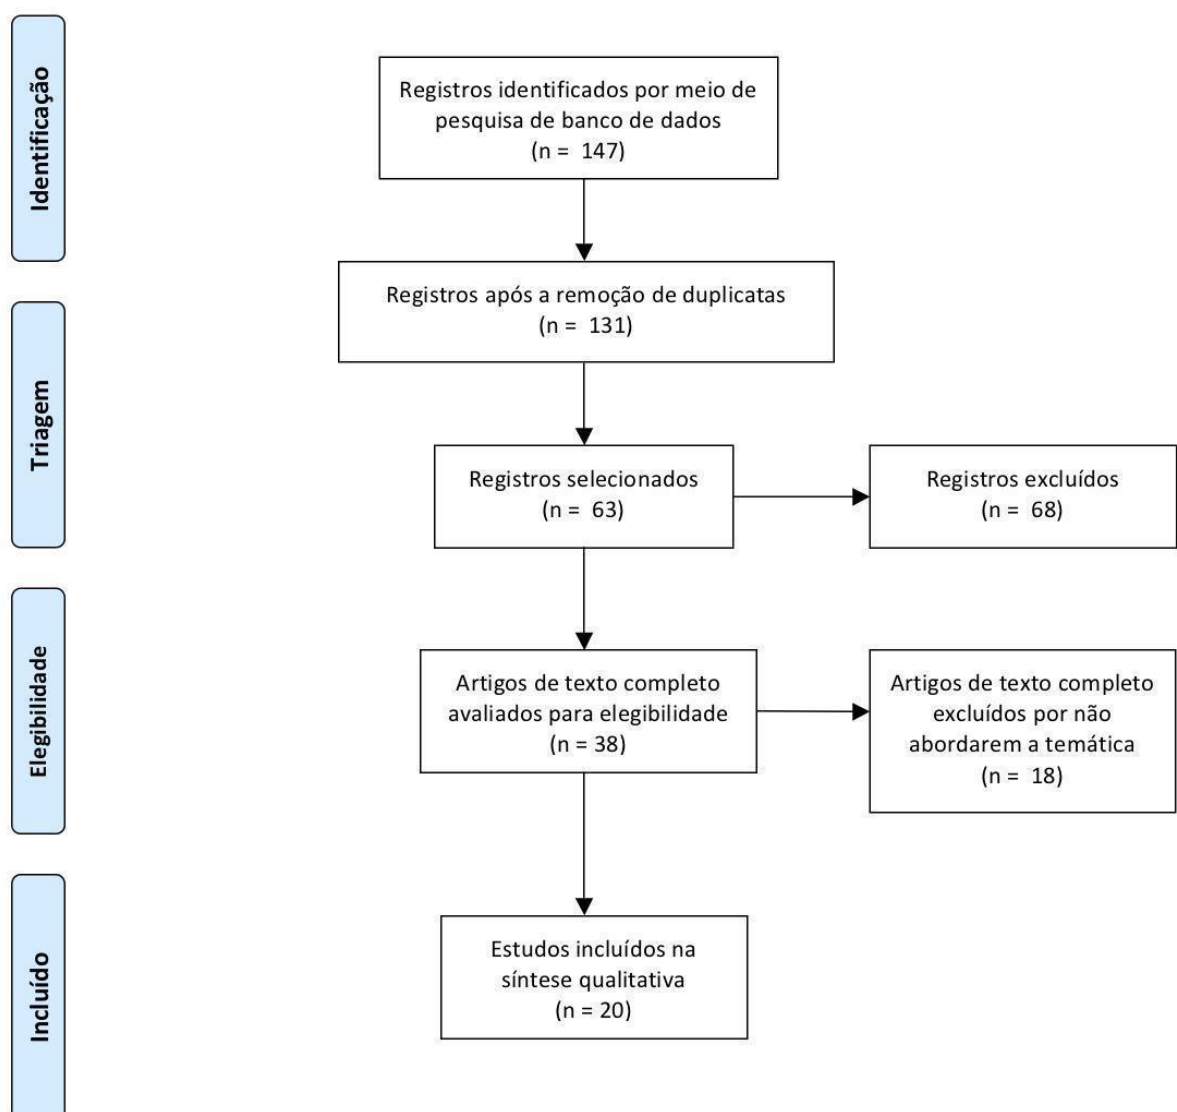 Identificação
Registros identificados por meio de
pesquisa de banco de dados
(n =  147)
Registros após a remoção de duplicatas
(n =  131)
Triagem
Registros selecionados
(n =  63)
Registros excluídos
(n =  68)
Elegibilidade
Artigos de texto completo
avaliados para elegibilidade
(n = 38)
Artigos de texto completo
excluídos por não
abordarem a temática
(n =  18)
Incluído
Estudos incluídos na
síntese qualitativa
(n = 20)